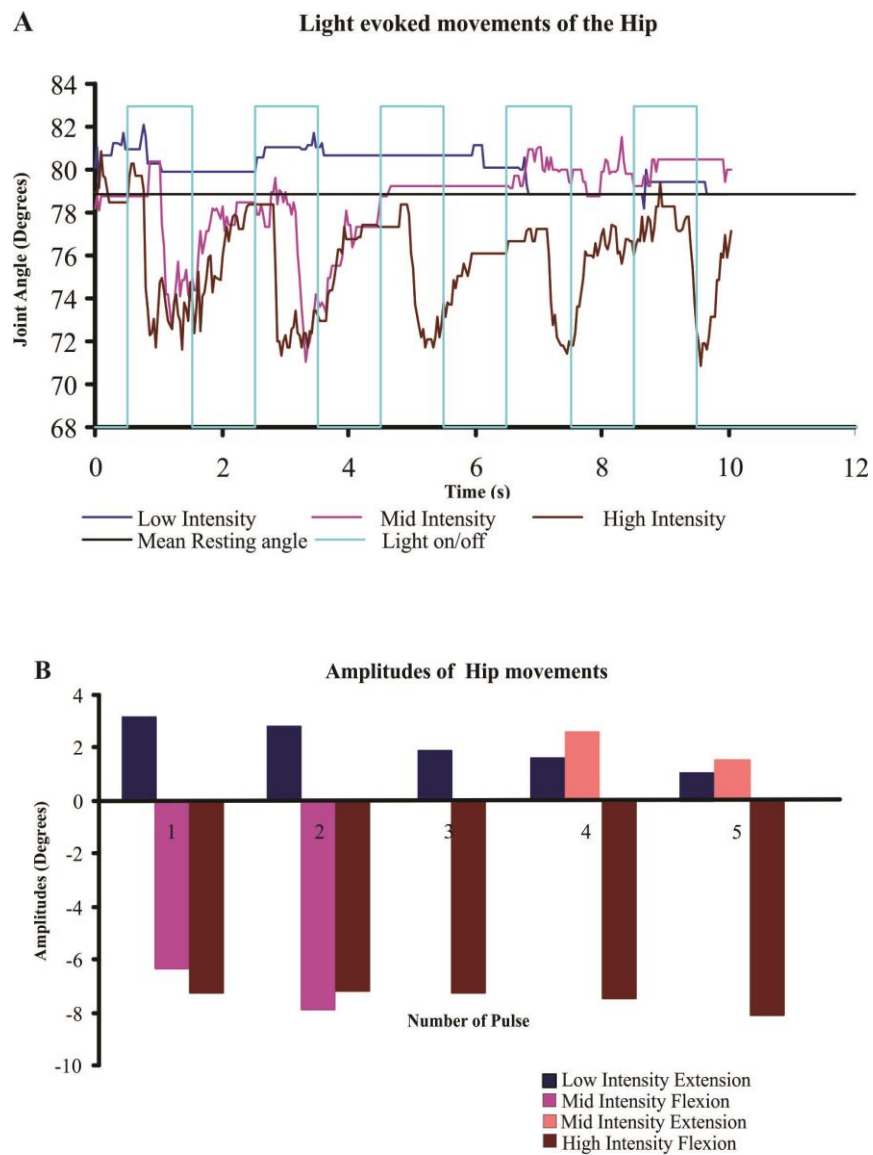 A
Light evoked movements of the Hip
Joint Angle (Degrees)
84
82
80
78
76
74
72
70
68
0 2 4 6 8 10 12
Time (s)
Low Intensity Mid Intensity High Intensity
Mean Resting angle Light on/off
B
Amplitudes of Hip movements
Amplitudes (Degrees)
4
2
0
-2
-4
-6
-8
-10
1 2 3 4 5
Number of Pulse
Low Intensity Extension
Mid Intensity Flexion
Mid Intensity Extension
High Intensity Flexion